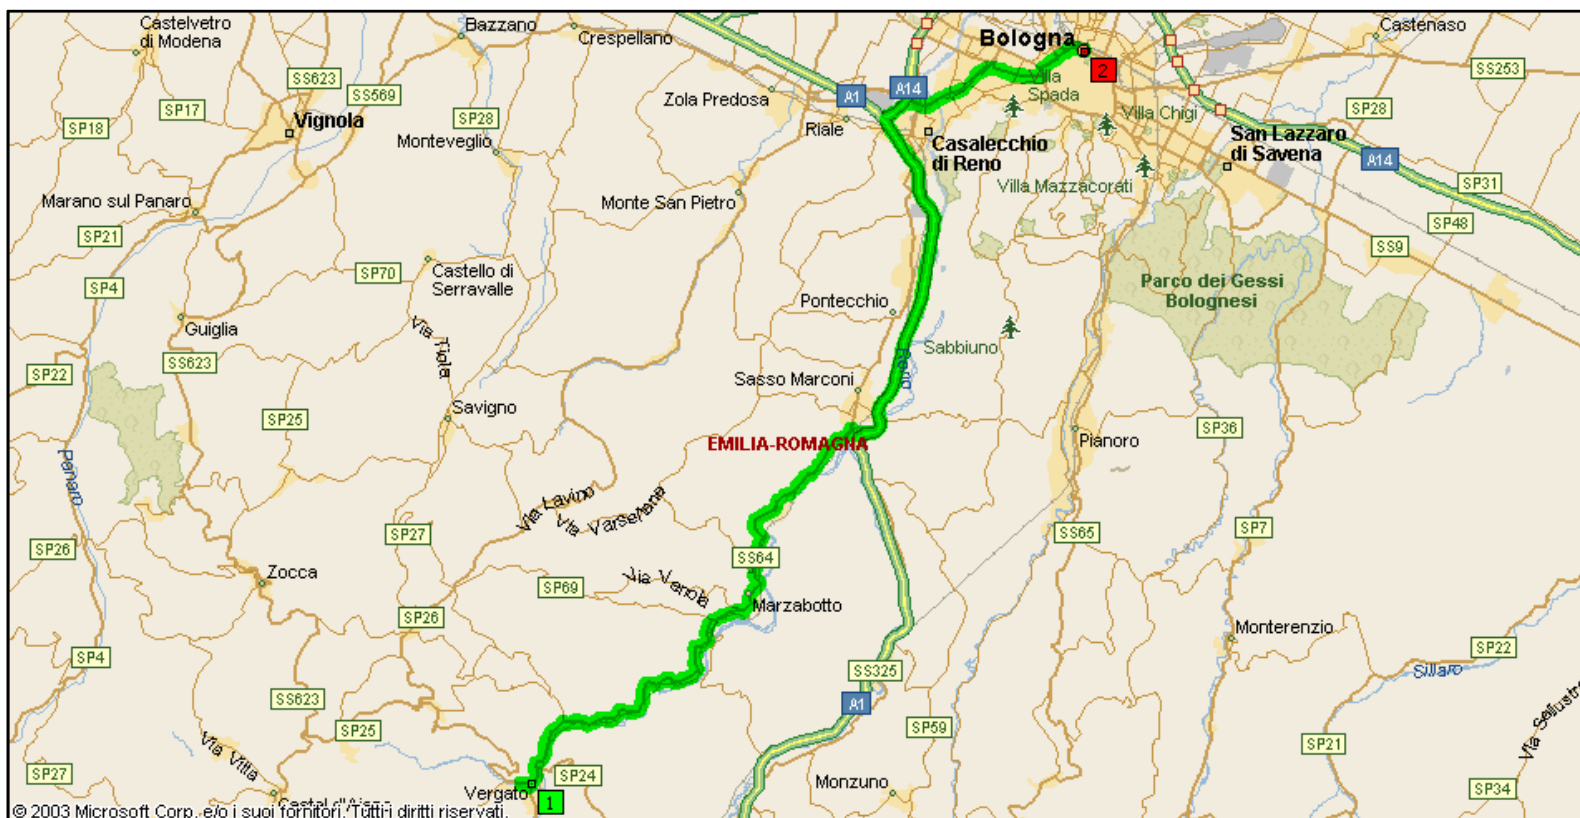 Castelvetro
di Modena
Bazzano
Crespellano
Bologna
2
Castenaso
SS623
SS569
SP17
SP18
Vignola
SP28
Monteveglio
Zola Predosa
A1
A14
Riale
Villa
Spada
Villa Chigi
SS253
SP28
Casalecchio
di Reno
San Lazzaro
di Savena
A14
Villa Mazzacorati
SP31
SP48
SS9
Marano sul Panaro
SP21
Monte San Pietro
SP70
Castello di
Serravalle
SP4
Guiglia
Via Tiola
Pontecchio
Parco dei Gessi
Bolognesi
Sabbiuno
Reno
SP22
SS623
Sasso Marconi
SP25
Savigno
EMILIA-ROMAGNA
Pianoro
SP36
Panaro
Via Lavino
SP26
SP27
SS64
SS65
SP7
Zocca
SP69
Via Venola
Marzabotto
SP26
Monterenzio
SP4
SS325
SP22
Sillaro
SS623
A1
SP25
SP59
Via Vitta
SP21
SP27
SP24
Vergato
1
Monzuno
SP34
© 2003 Microsoft Corp. e/o i suoi fornitori. Tutti i diritti riservati.